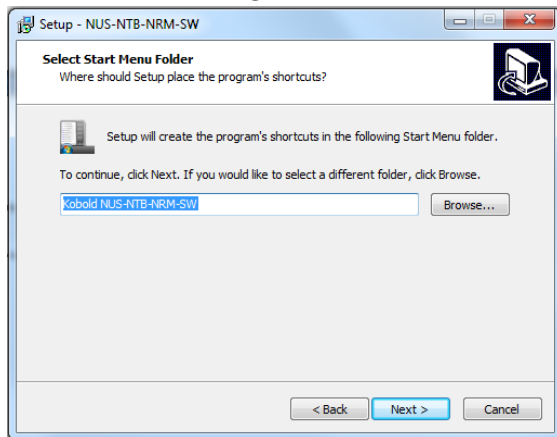 Setup - NUS-NTB-NRM-SW
Select Start Menu Folder
Where should Setup place the program's shortcuts?
Setup will create the program's shortcuts in the following Start Menu folder.
To continue, click Next. If you would like to select a different folder, click Browse.
Kobold NUS-NTB-NRM-SW
Browse...
< Back
Next >
Cancel